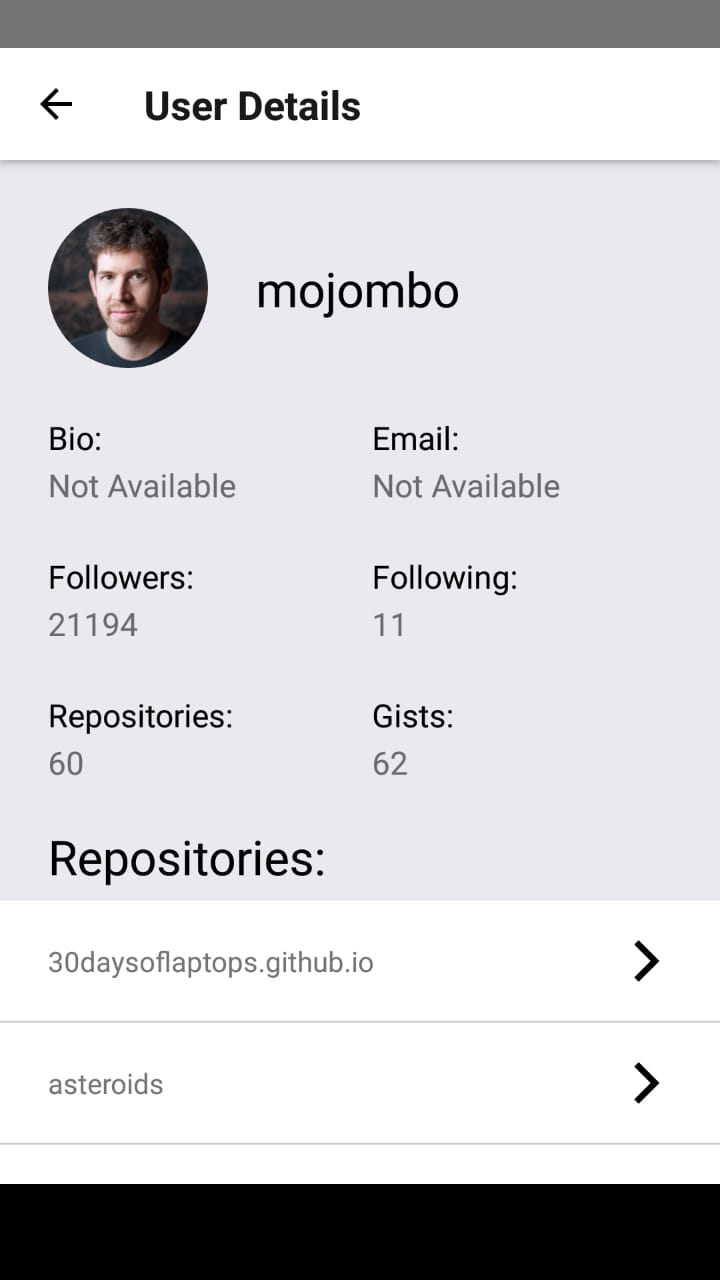 User Details
mojombo
Bio:
Email:
Not Available
Not Available
Followers:
Following:
21194
11
Repositories:
Gists:
60
62
Repositories:
30daysoflaptops.github.io
asteroids